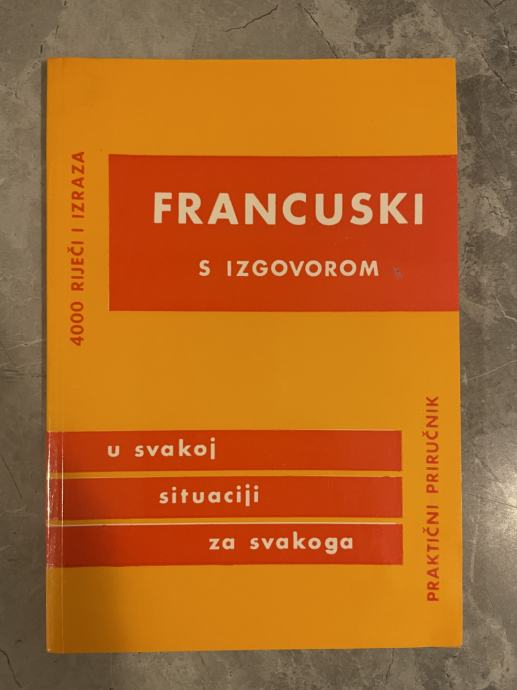 4000 RIJEČI I IZRAZA
FRANCUSKI
S IZGOVOROM
u svakoj
situaciji
za svakoga
PRAKTIČNI PRIRUČNIK